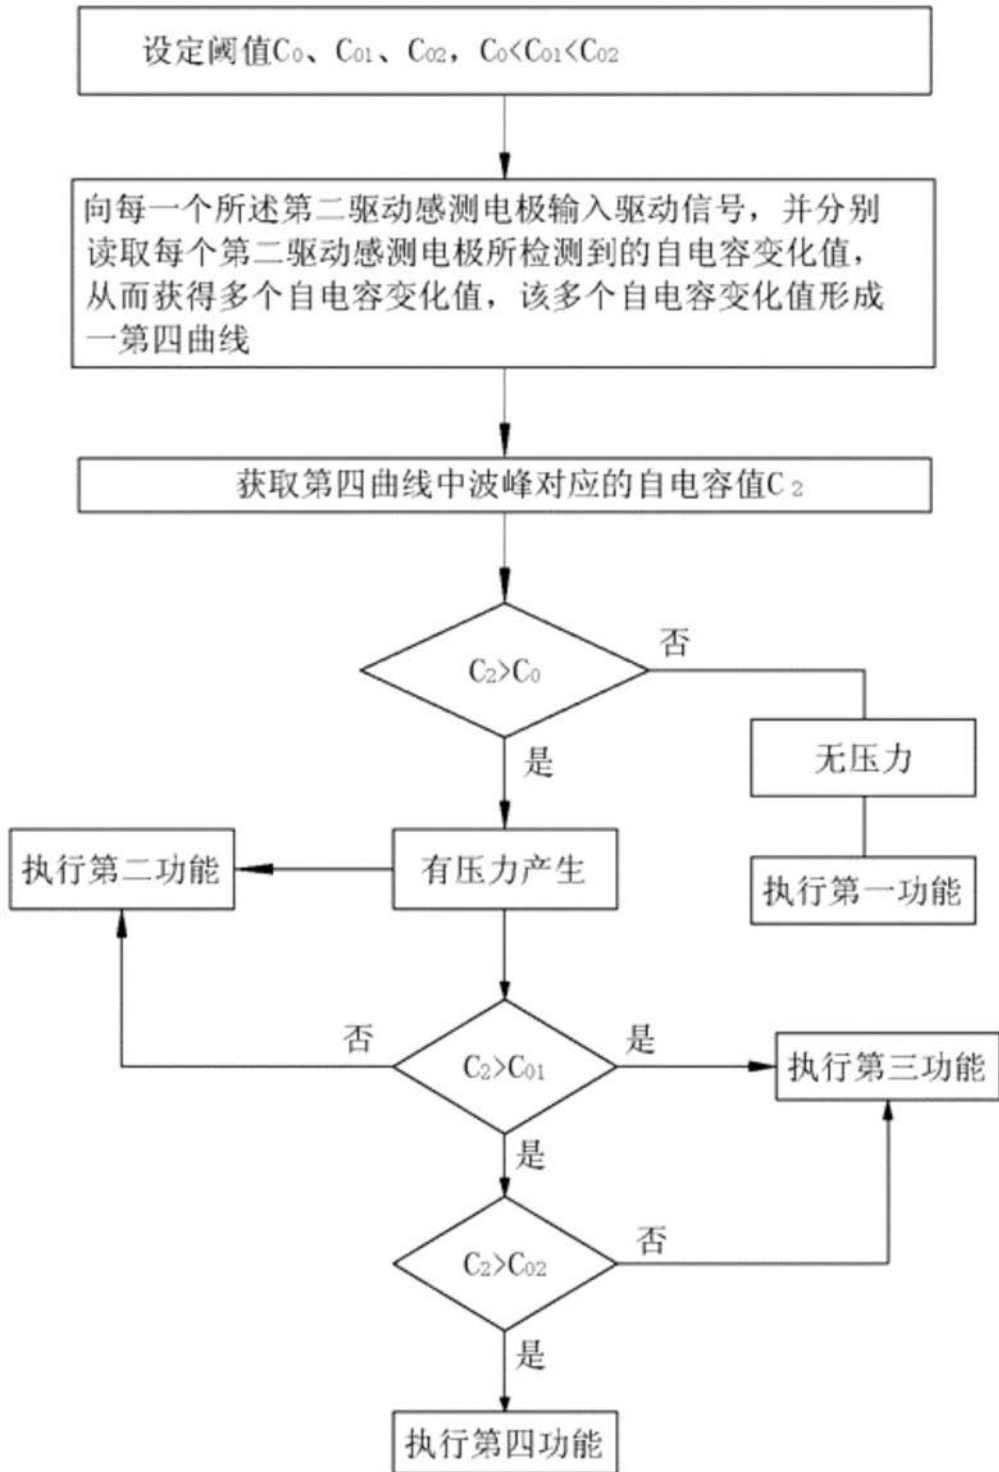 设定阈值C₀、C₀₁、C₀₂，C₀<C₀₁<C₀₂
向每一个所述第二驱动感测电极输入驱动信号，并分别
读取每个第二驱动感测电极所检测到的自电容变化值，
从而获得多个自电容变化值，该多个自电容变化值形成
一第四曲线
获取第四曲线中波峰对应的自电容值C₂
C₂>C₀
否
无压力
是
执行第二功能
有压力产生
执行第一功能
否
C₂>C₀₁
是
执行第三功能
是
C₂>C₀₂
否
是
执行第四功能